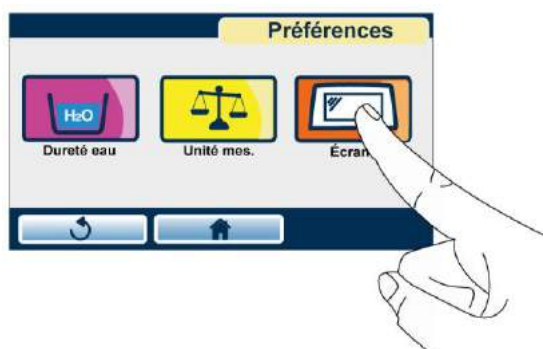 Préférences
H2O
Dureté eau
Unité mes.
Écran